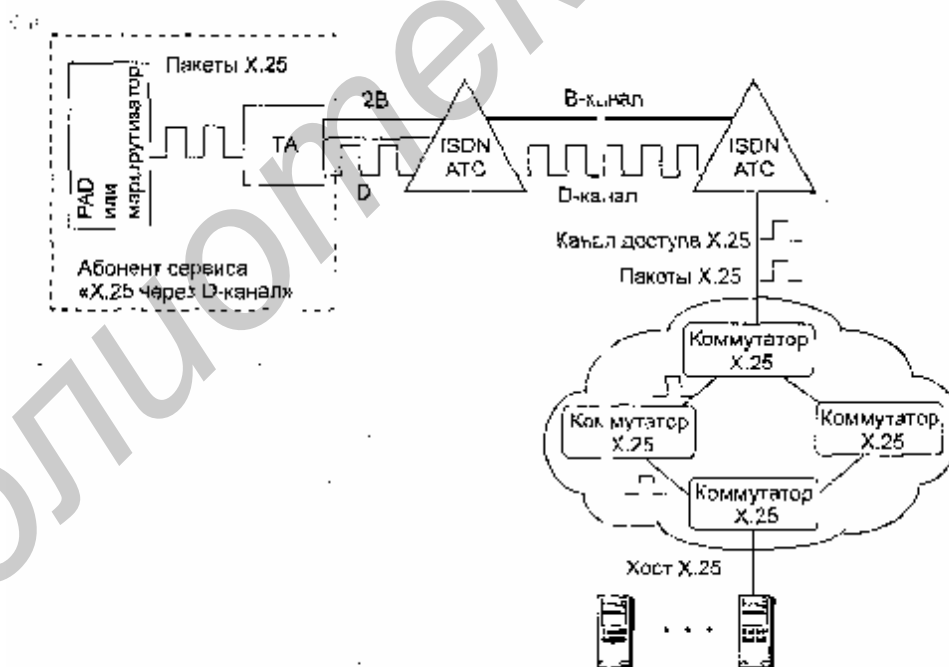 Пакеты X.25
PAD
или
маршрутизатор
TA
2B
D
ISDN
АТС
B-канал
D-канал
ISDN
АТС
Абонент сервиса
«X.25 через D-канал»
Канал доступа X.25
Пакеты X.25
Коммутатор
X.25
Коммутатор
X.25
Коммутатор
X.25
Коммутатор
X.25
Хост X.25